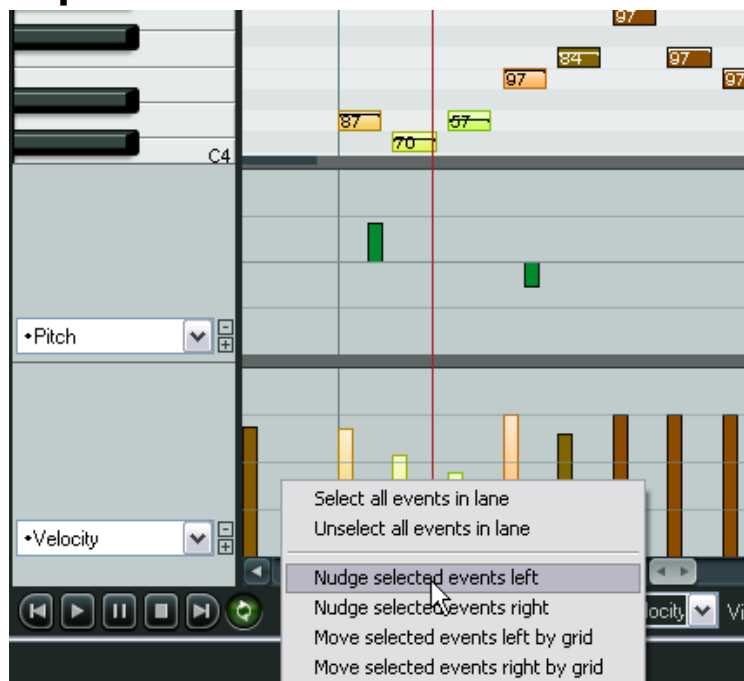 97
84
97
97
97
87
57
70
C4
•Pitch
•Velocity
Select all events in lane
Unselect all events in lane
Nudge selected events left
Nudge selected events right
Move selected events left by grid
Move selected events right by grid
locity
Vi